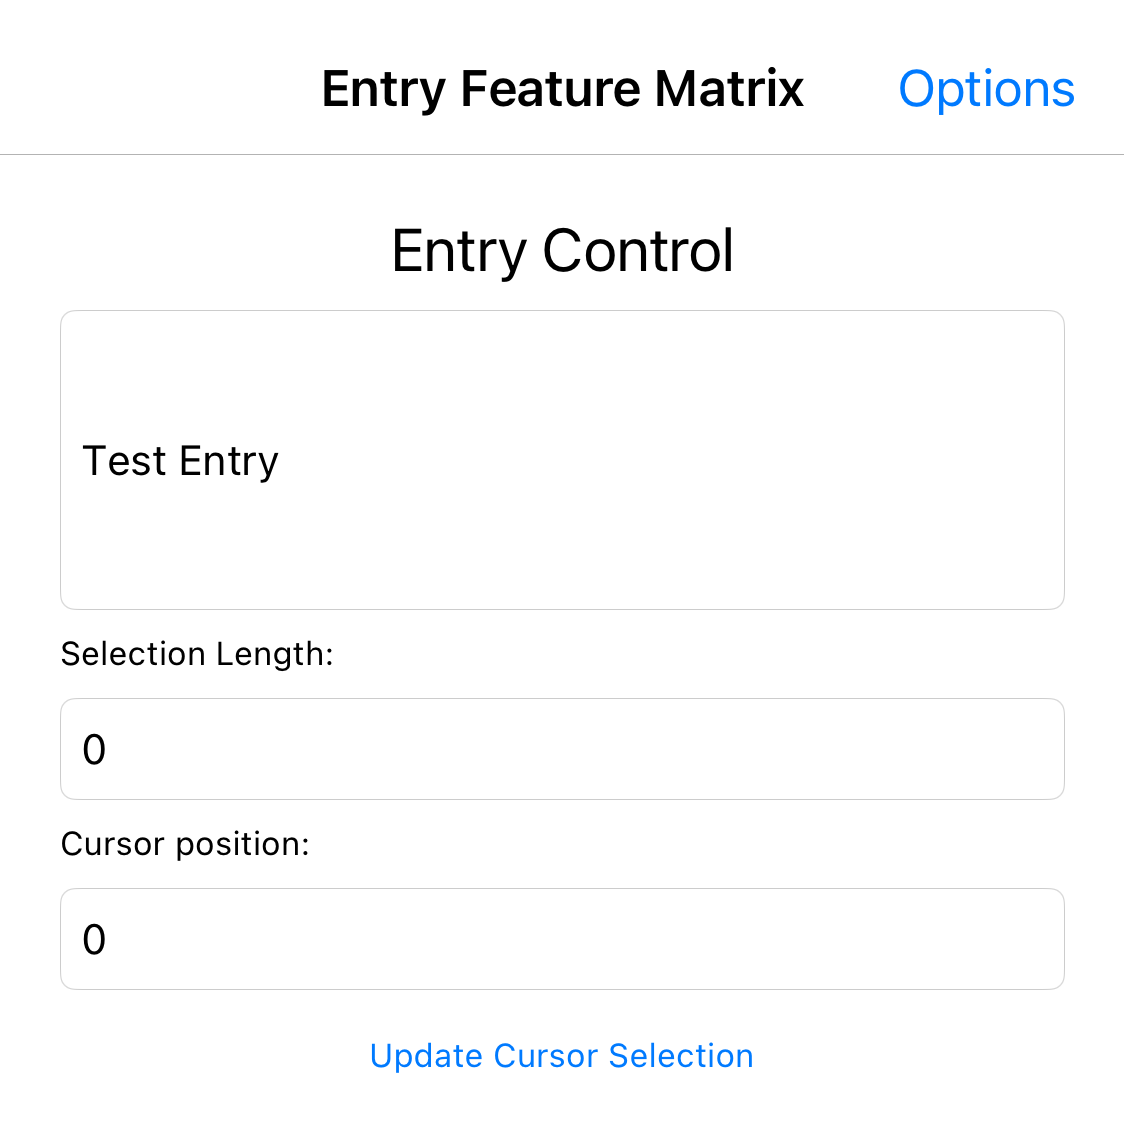 Entry Feature Matrix Options
Entry Control
Test Entry
Selection Length:
0
Cursor position:
0
Update Cursor Selection